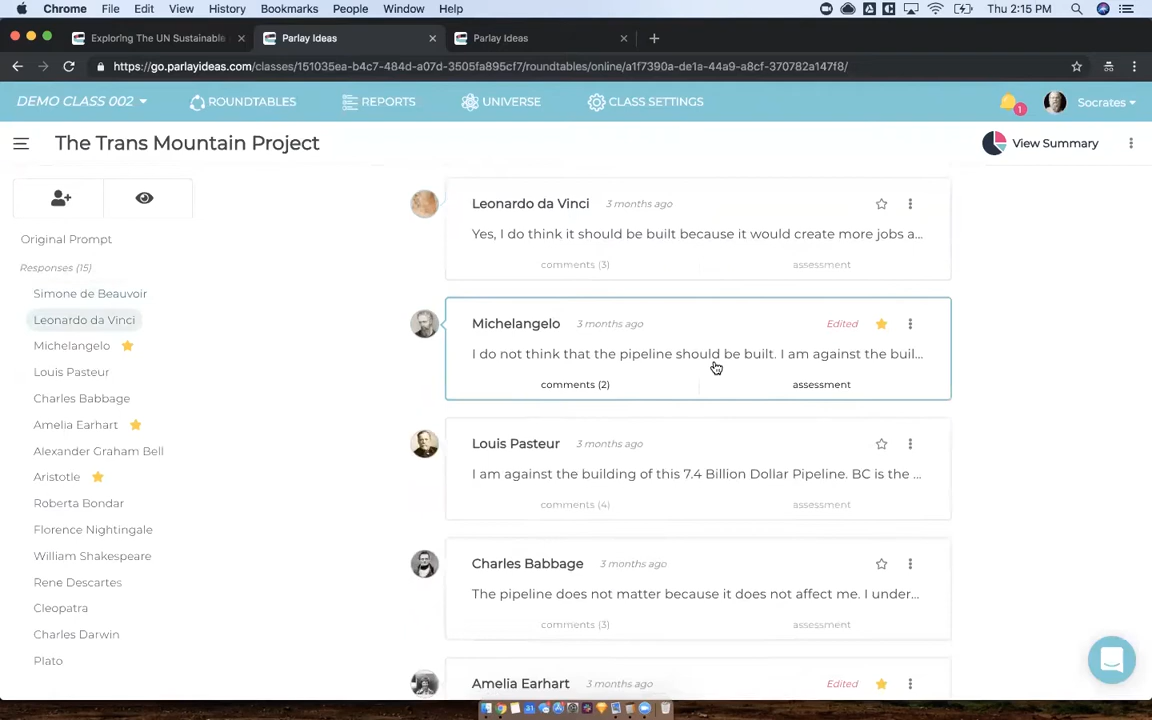 Chrome File Edit View History Bookmarks People Window Help Thu 2:15 PM
Exploring The UN Sustainable Parlay Ideas Parlay Ideas
https://go.parlayideas.com/classes/151035ea-b4c7-484d-a07d-3505fa895cf7/roundtables/online/a1f7390a-de1a-44a9-a8cf-370782a147f8/
DEMO CLASS 002 ROUNDTABLES REPORTS UNIVERSE CLASS SETTINGS 1 Socrates
The Trans Mountain Project View Summary
Original Prompt
Responses (15)
Simone de Beauvoir
Leonardo da Vinci
Michelangelo
Louis Pasteur
Charles Babbage
Amelia Earhart
Alexander Graham Bell
Aristotle
Roberta Bondar
Florence Nightingale
William Shakespeare
Rene Descartes
Cleopatra
Charles Darwin
Plato
Leonardo da Vinci 3 months ago
Yes, I do think it should be built because it would create more jobs a...
comments (3) assessment
Michelangelo 3 months ago Edited
I do not think that the pipeline should be built. I am against the buil...
comments (2) assessment
Louis Pasteur 3 months ago
I am against the building of this 7.4 Billion Dollar Pipeline. BC is the ...
comments (4) assessment
Charles Babbage 3 months ago
The pipeline does not matter because it does not affect me. I under...
comments (3) assessment
Amelia Earhart 3 months ago Edited